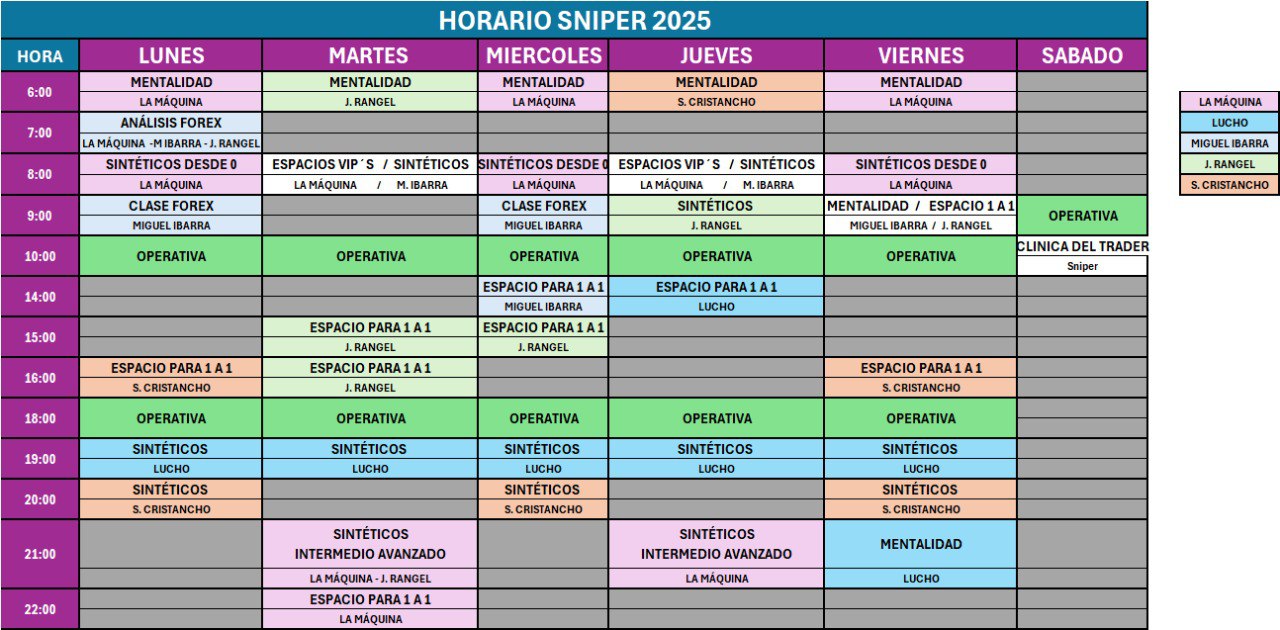 HORARIO SNIPER 2025
HORA LUNES MARTES MIERCOLES JUEVES VIERNES SABADO
6:00 MENTALIDAD MENTALIDAD MENTALIDAD MENTALIDAD MENTALIDAD
LA MÁQUINA J. RANGEL LA MÁQUINA S. CRISTANCHO LA MÁQUINA
7:00 ANÁLISIS FOREX
LA MÁQUINA -M IBARRA - J. RANGEL
8:00 SINTÉTICOS DESDE 0 ESPACIOS VIP´S / SINTÉTICOS SINTÉTICOS DESDE 0 ESPACIOS VIP´S / SINTÉTICOS SINTÉTICOS DESDE 0
LA MÁQUINA LA MÁQUINA / M. IBARRA LA MÁQUINA LA MÁQUINA / M. IBARRA LA MÁQUINA
9:00 CLASE FOREX CLASE FOREX SINTÉTICOS MENTALIDAD / ESPACIO 1 A 1 OPERATIVA
MIGUEL IBARRA MIGUEL IBARRA J. RANGEL MIGUEL IBARRA / J. RANGEL
10:00 OPERATIVA OPERATIVA OPERATIVA OPERATIVA OPERATIVA CLINICA DEL TRADER
Sniper
14:00 ESPACIO PARA 1 A 1 ESPACIO PARA 1 A 1
MIGUEL IBARRA LUCHO
15:00 ESPACIO PARA 1 A 1 ESPACIO PARA 1 A 1
J. RANGEL J. RANGEL
16:00 ESPACIO PARA 1 A 1 ESPACIO PARA 1 A 1 ESPACIO PARA 1 A 1
S. CRISTANCHO J. RANGEL S. CRISTANCHO
18:00 OPERATIVA OPERATIVA OPERATIVA OPERATIVA OPERATIVA
19:00 SINTÉTICOS SINTÉTICOS SINTÉTICOS SINTÉTICOS SINTÉTICOS
LUCHO LUCHO LUCHO LUCHO LUCHO
20:00 SINTÉTICOS SINTÉTICOS SINTÉTICOS
S. CRISTANCHO S. CRISTANCHO S. CRISTANCHO
21:00 SINTÉTICOS SINTÉTICOS MENTALIDAD
INTERMEDIO AVANZADO INTERMEDIO AVANZADO
LA MÁQUINA - J. RANGEL LA MÁQUINA LUCHO
22:00 ESPACIO PARA 1 A 1
LA MÁQUINA
LA MÁQUINA
LUCHO
MIGUEL IBARRA
J. RANGEL
S. CRISTANCHO